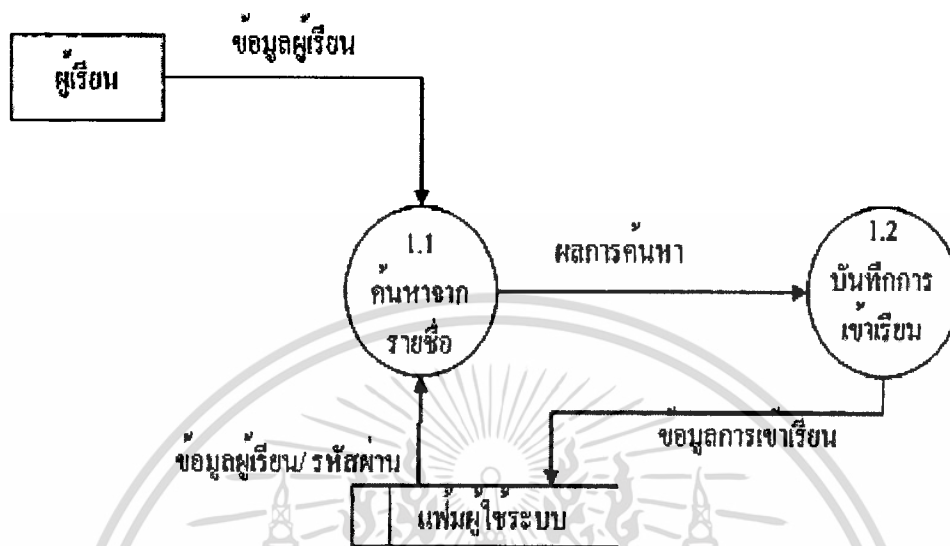 ข้อมูลผู้เรียน
ผู้เรียน
1.1
ค้นหาจาก
รายชื่อ
ผลการค้นหา
1.2
บันทึกการ
เข้าเรียน
ข้อมูลการเข้าเรียน
ข้อมูลผู้เรียน/รหัสผ่าน
แฟ้มผู้ใช้ระบบ